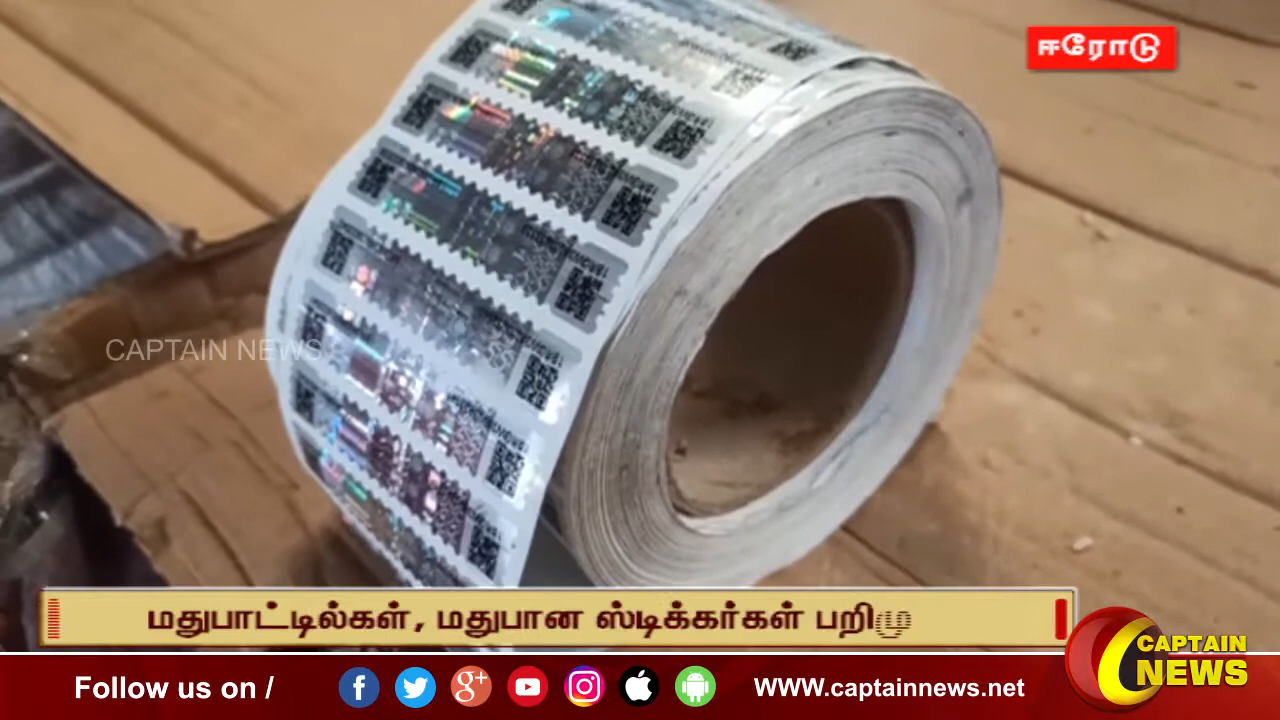 ஈரோடு
CAPTAIN NEWS
மதுபாட்டில்கள், மதுபான ஸ்டிக்கர்கள் பறிமு
CAPTAIN
NEWS
Follow us on / WWW.captainnews.net